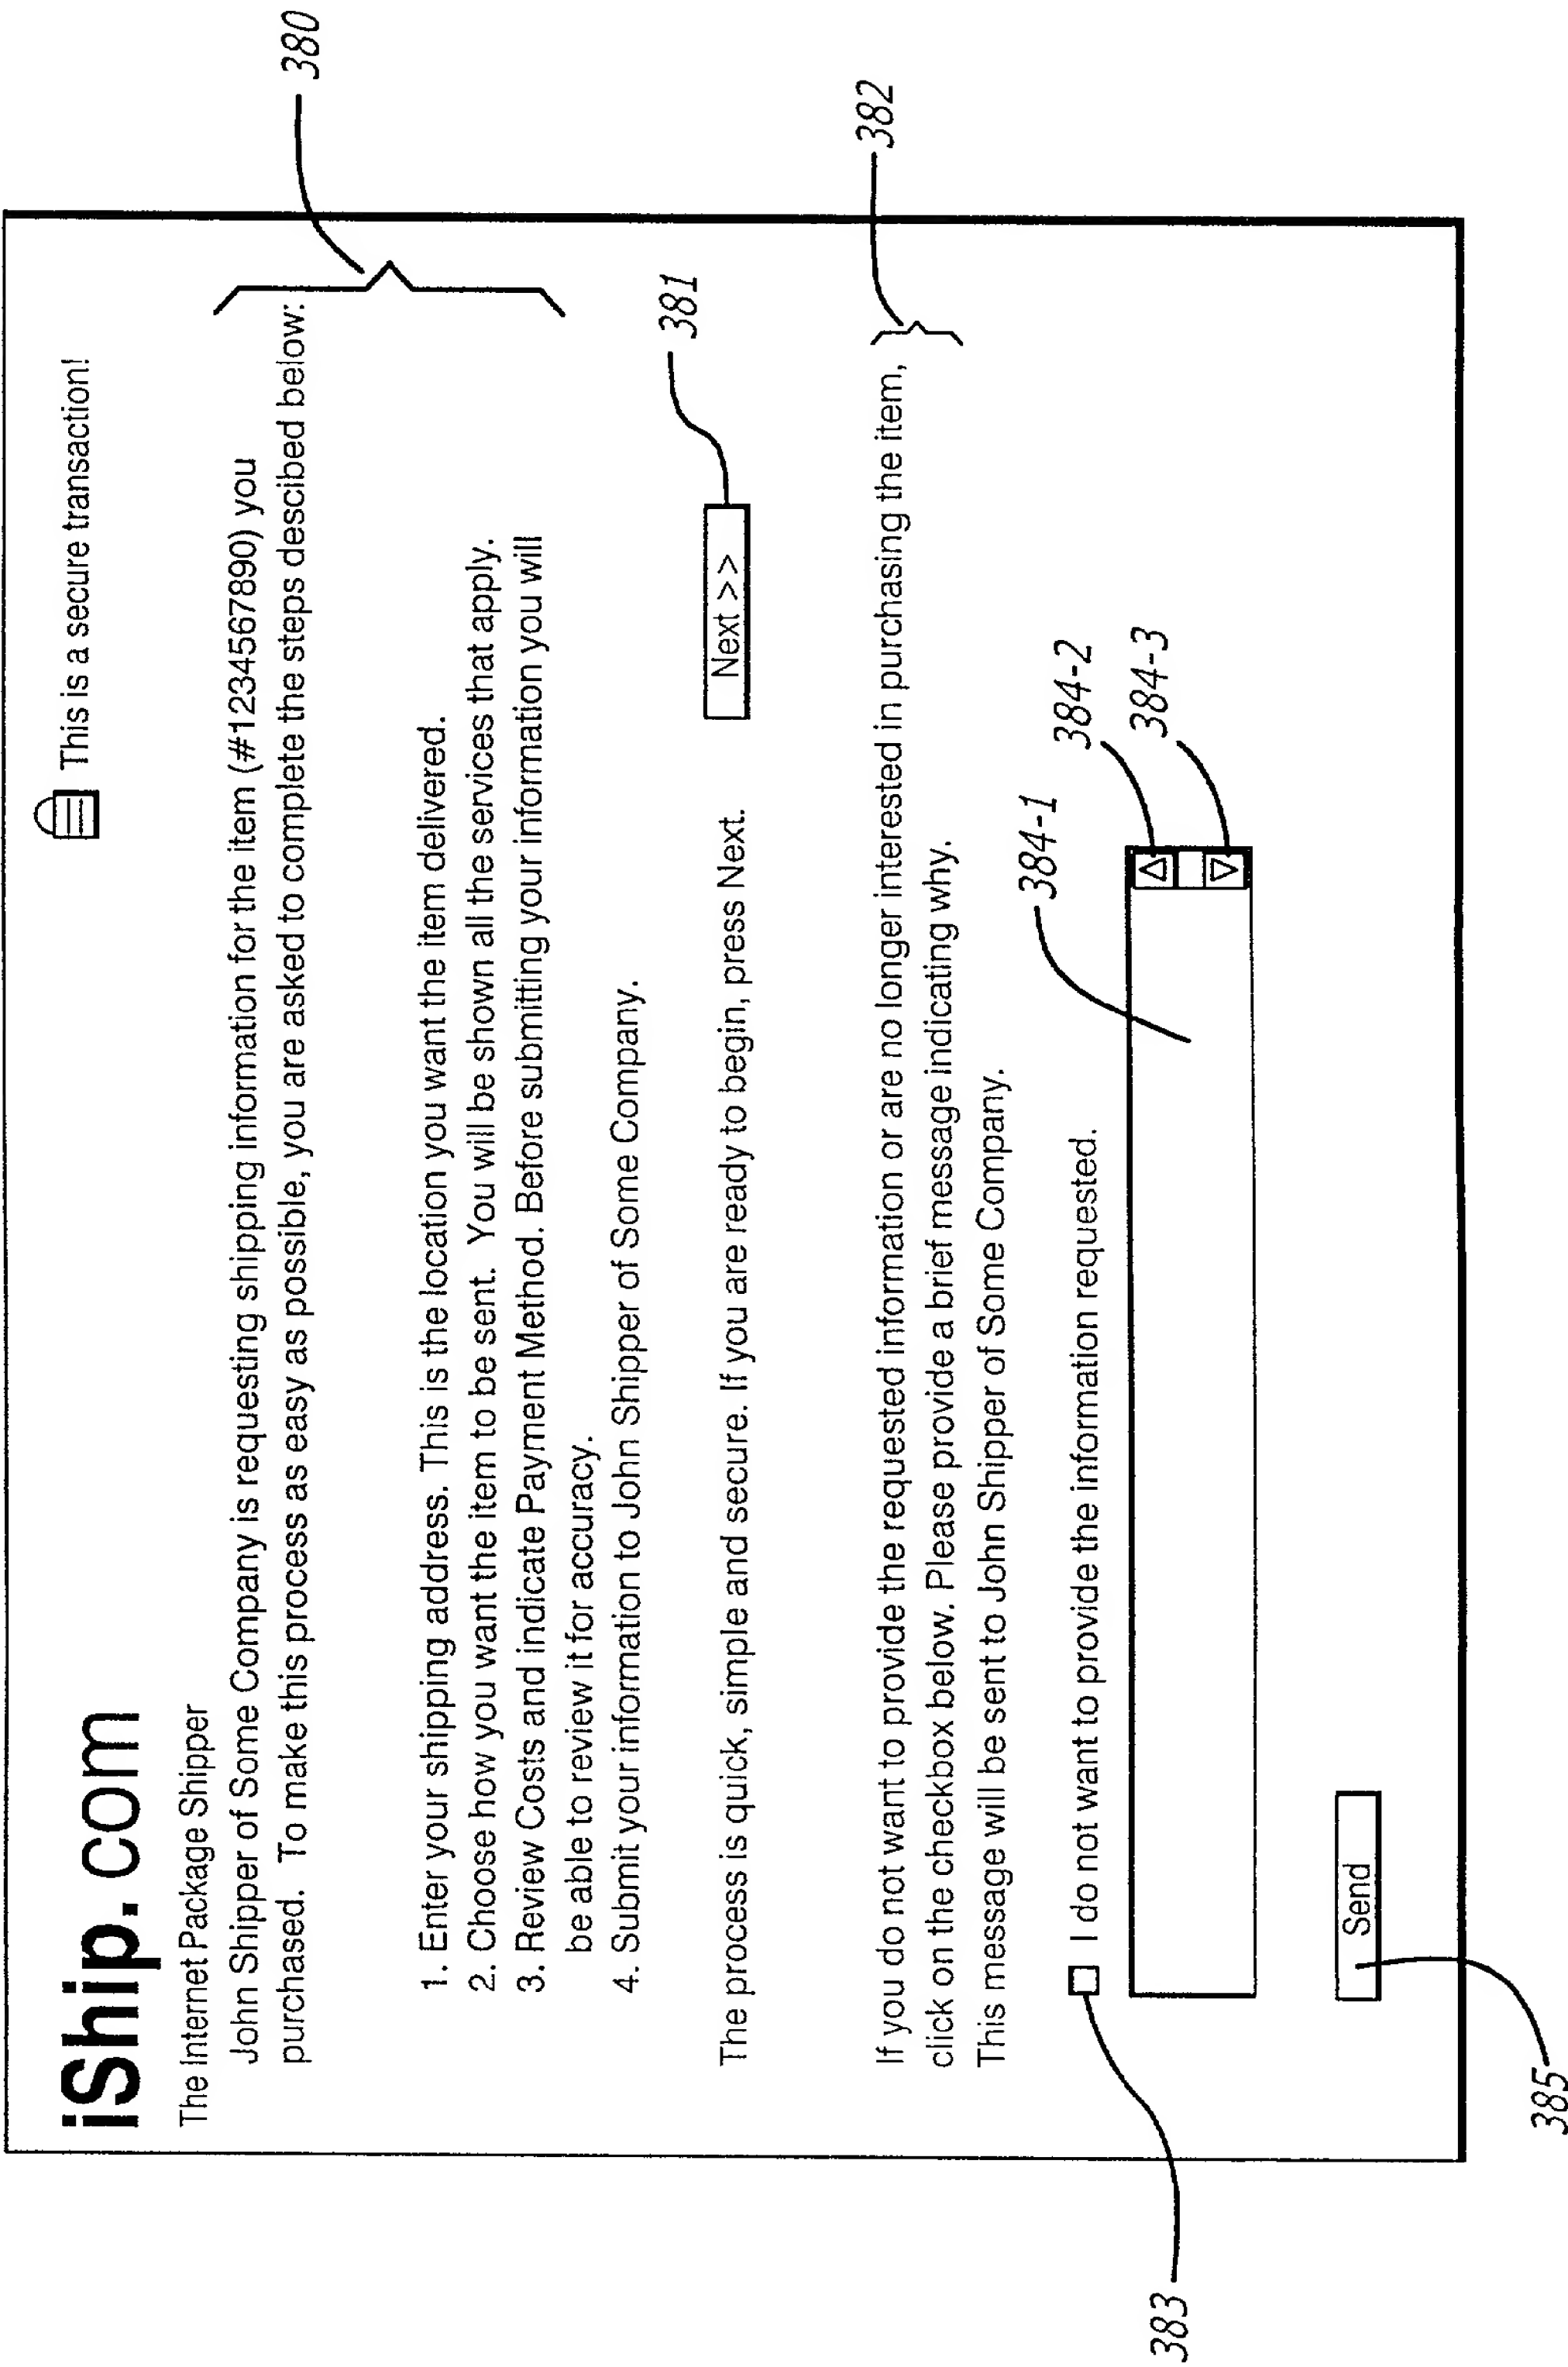 iShip.com
This is a secure transaction!
The Internet Package Shipper
John Shipper of Some Company is requesting shipping information for the item (#1234567890) you
purchased. To make this process as easy as possible, you are asked to complete the steps descibed below:
380
1. Enter your shipping address. This is the location you want the item delivered.
2. Choose how you want the item to be sent. You will be shown all the services that apply.
3. Review Costs and indicate Payment Method. Before submitting your information you will
be able to review it for accuracy.
4. Submit your information to John Shipper of Some Company.
381
The process is quick, simple and secure. If you are ready to begin, press Next.
Next >>
382
If you do not want to provide the requested information or are no longer interested in purchasing the item,
click on the checkbox below. Please provide a brief message indicating why.
This message will be sent to John Shipper of Some Company.
383
I do not want to provide the information requested.
384-1
384-2
384-3
Send
385